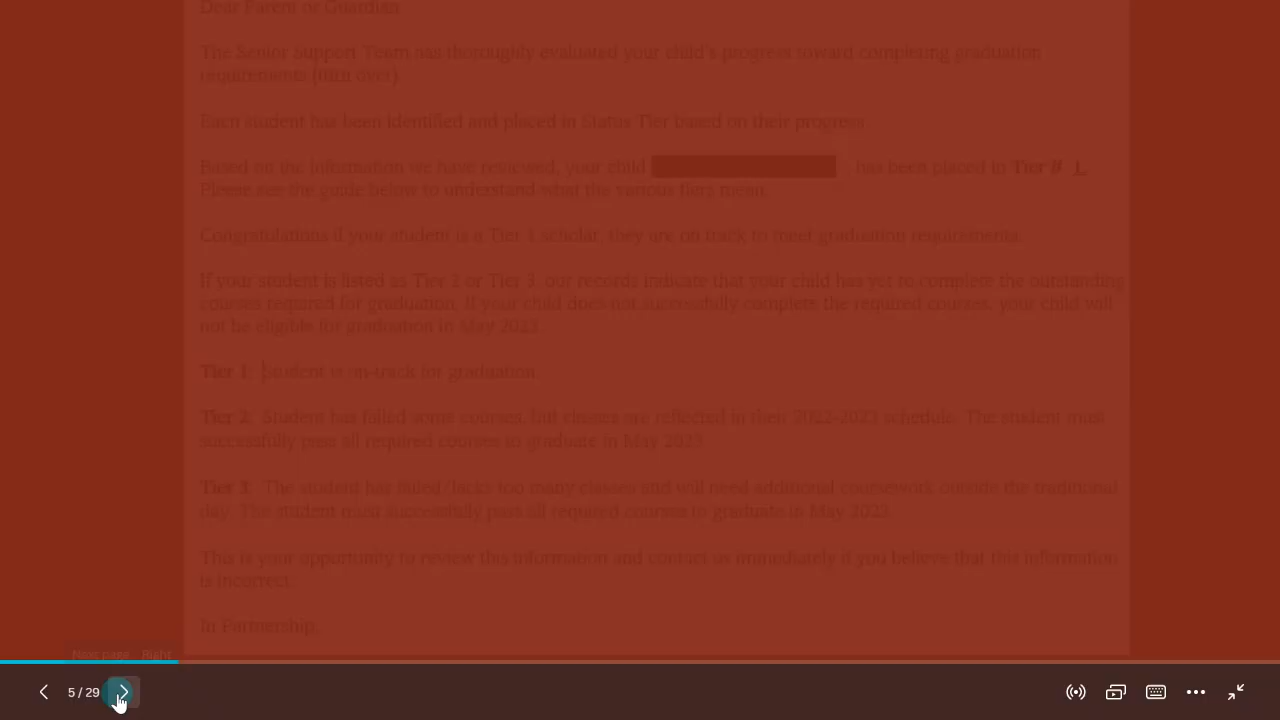 Dear Parent or Guardian
The Senior Support Team has thoroughly evaluated your child's progress toward completing graduation
requirements (turn over).
Each student has been identified and placed in Status Tier based on their progress.
Based on the information we have reviewed, your child has been placed in Tier # 1.
Please see the guide below to understand what the various tiers mean.
Congratulations if your student is a Tier 1 scholar, they are on track to meet graduation requirements.
If your student is listed as Tier 2 or Tier 3, our records indicate that your child has yet to complete the outstanding
courses required for graduation. If your child does not successfully complete the required courses, your child will
not be eligible for graduation in May 2023.
Tier 1: Student is on-track for graduation.
Tier 2: Student has failed some courses, but classes are reflected in their 2022-2023 schedule. The student must
successfully pass all required courses to graduate in May 2023.
Tier 3: The student has failed/lacks too many classes and will need additional coursework outside the traditional
day. The student must successfully pass all required courses to graduate in May 2023.
This is your opportunity to review this information and contact us immediately if you believe that this information
is incorrect.
In Partnership,
Next page Right
5 / 29